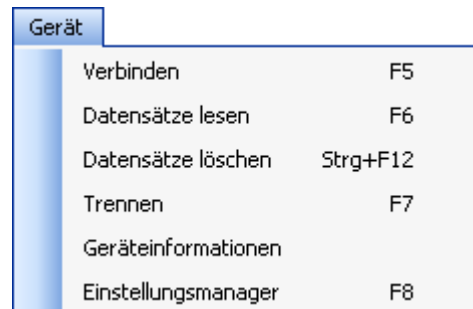 Gerät
Verbinden F5
Datensätze lesen F6
Datensätze löschen Strg+F12
Trennen F7
Geräteinformationen
Einstellungsmanager F8